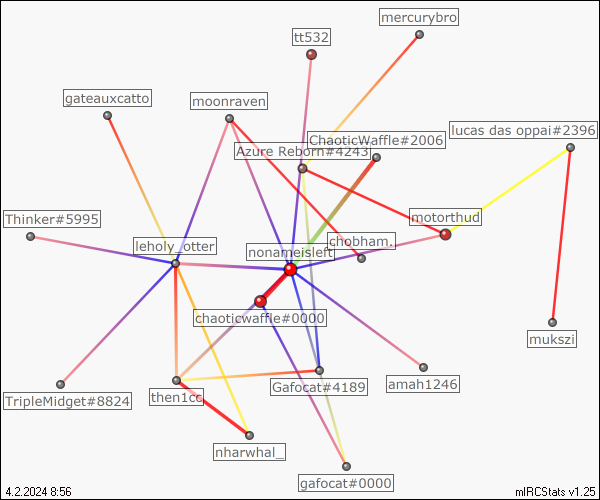 mercurybro
tt532
gateauxcatto
moonraven
lucas das oppai#2396
ChaoticWaffle#2006
Azure Reborn#4243
Thinker#5995
motorthud
leholy_otter
chobham.
nonameisleft
chaoticwaffle#0000
mukszi
Gafocat#4189
amah1246
TripleMidget#8824
then1cc
nharwhal_
gafocat#0000
4.2.2024 8:56
mIRCStats v1.25